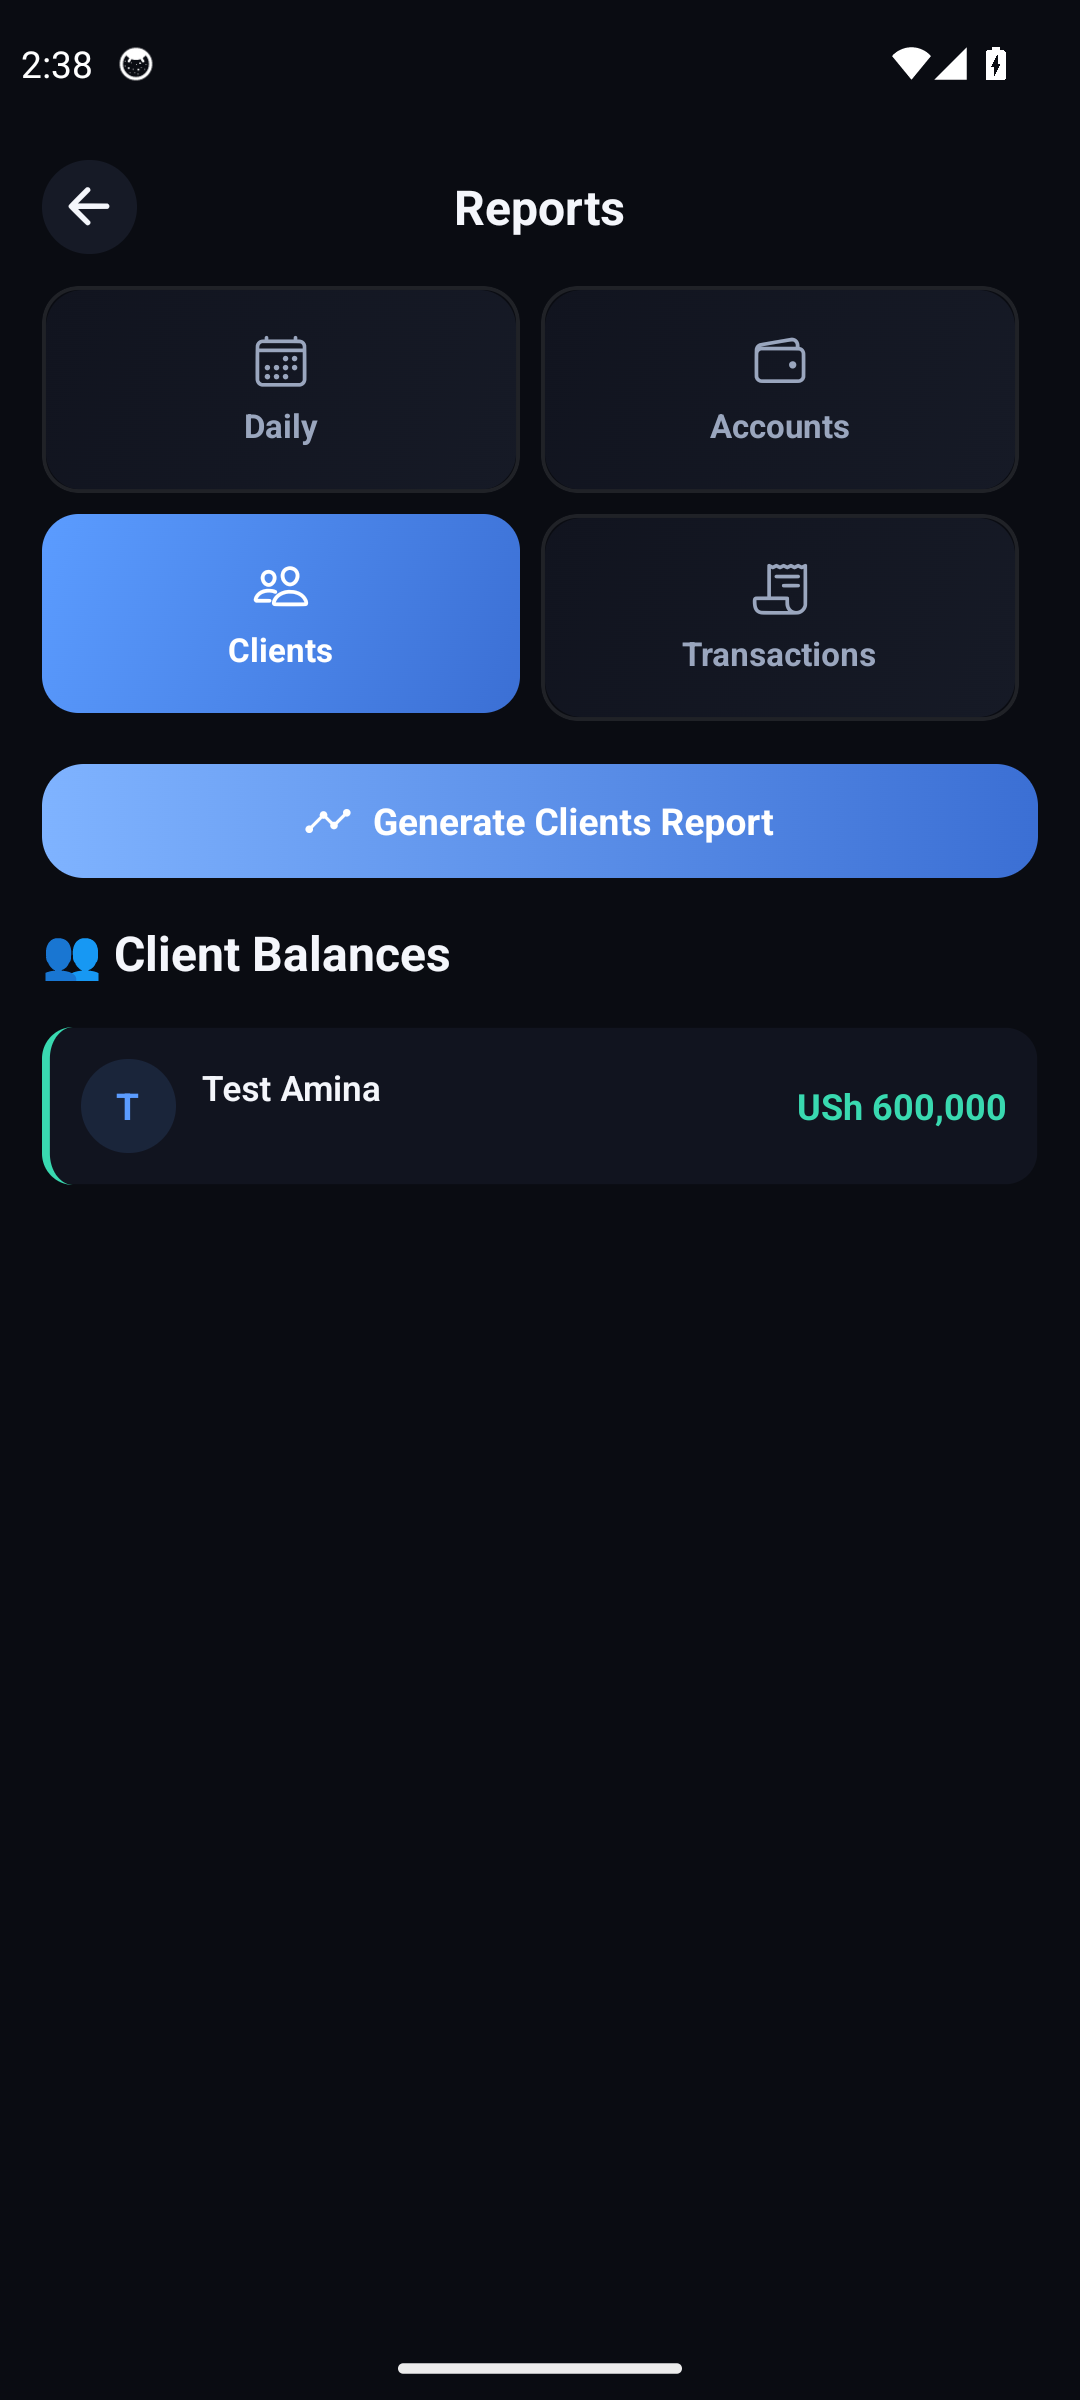 2:38
Reports
Daily
Accounts
Clients
Transactions
Generate Clients Report
👥 Client Balances
T
Test Amina
USh 600,000